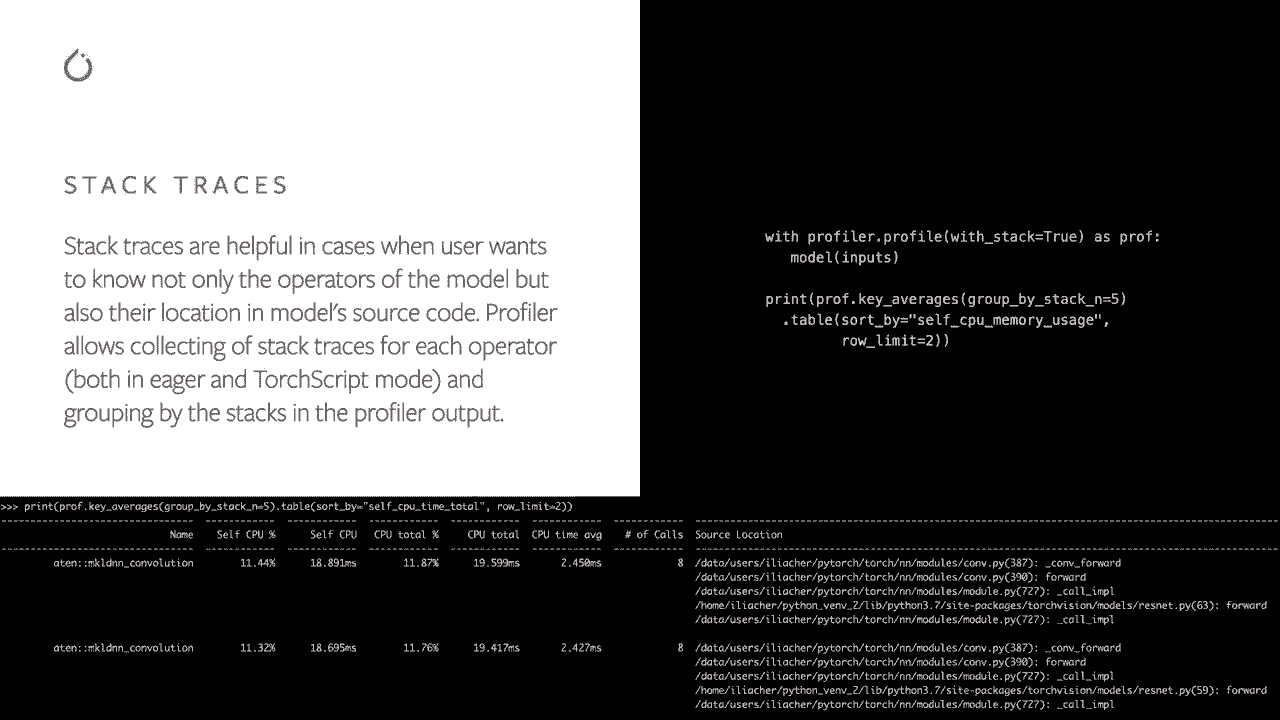 STACK TRACES
Stack traces are helpful in cases when user wants
to know not only the operators of the model but
also their location in model's source code. Profiler
allows collecting of stack traces for each operator
(both in eager and TorchScript mode) and
grouping by the stacks in the profiler output.
with profiler.profile(with_stack=True) as prof:
model(inputs)
print(prof.key_averages(group_by_stack_n=5)
.table(sort_by="self_cpu_memory_usage",
row_limit=2))
>>> print(prof.key_averages(group_by_stack_n=5).table(sort_by="self_cpu_time_total", row_limit=2))
Name Self CPU % Self CPU CPU total % CPU total CPU time avg # of Calls Source Location
aten::mkldnn_convolution 11.44% 18.891ms 11.87% 19.599ms 2.450ms 8 /data/users/iliacher/pytorch/torch/nn/modules/conv.py(387): _conv_forward
/data/users/iliacher/pytorch/torch/nn/modules/conv.py(390): forward
/data/users/iliacher/pytorch/torch/nn/modules/module.py(727): _call_impl
/home/iliacher/python_venv_2/lib/python3.7/site-packages/torchvision/models/resnet.py(63): forward
/data/users/iliacher/pytorch/torch/nn/modules/module.py(727): _call_impl
aten::mkldnn_convolution 11.32% 18.695ms 11.76% 19.417ms 2.427ms 8 /data/users/iliacher/pytorch/torch/nn/modules/conv.py(387): _conv_forward
/data/users/iliacher/pytorch/torch/nn/modules/conv.py(390): forward
/data/users/iliacher/pytorch/torch/nn/modules/module.py(727): _call_impl
/home/iliacher/python_venv_2/lib/python3.7/site-packages/torchvision/models/resnet.py(59): forward
/data/users/iliacher/pytorch/torch/nn/modules/module.py(727): _call_impl